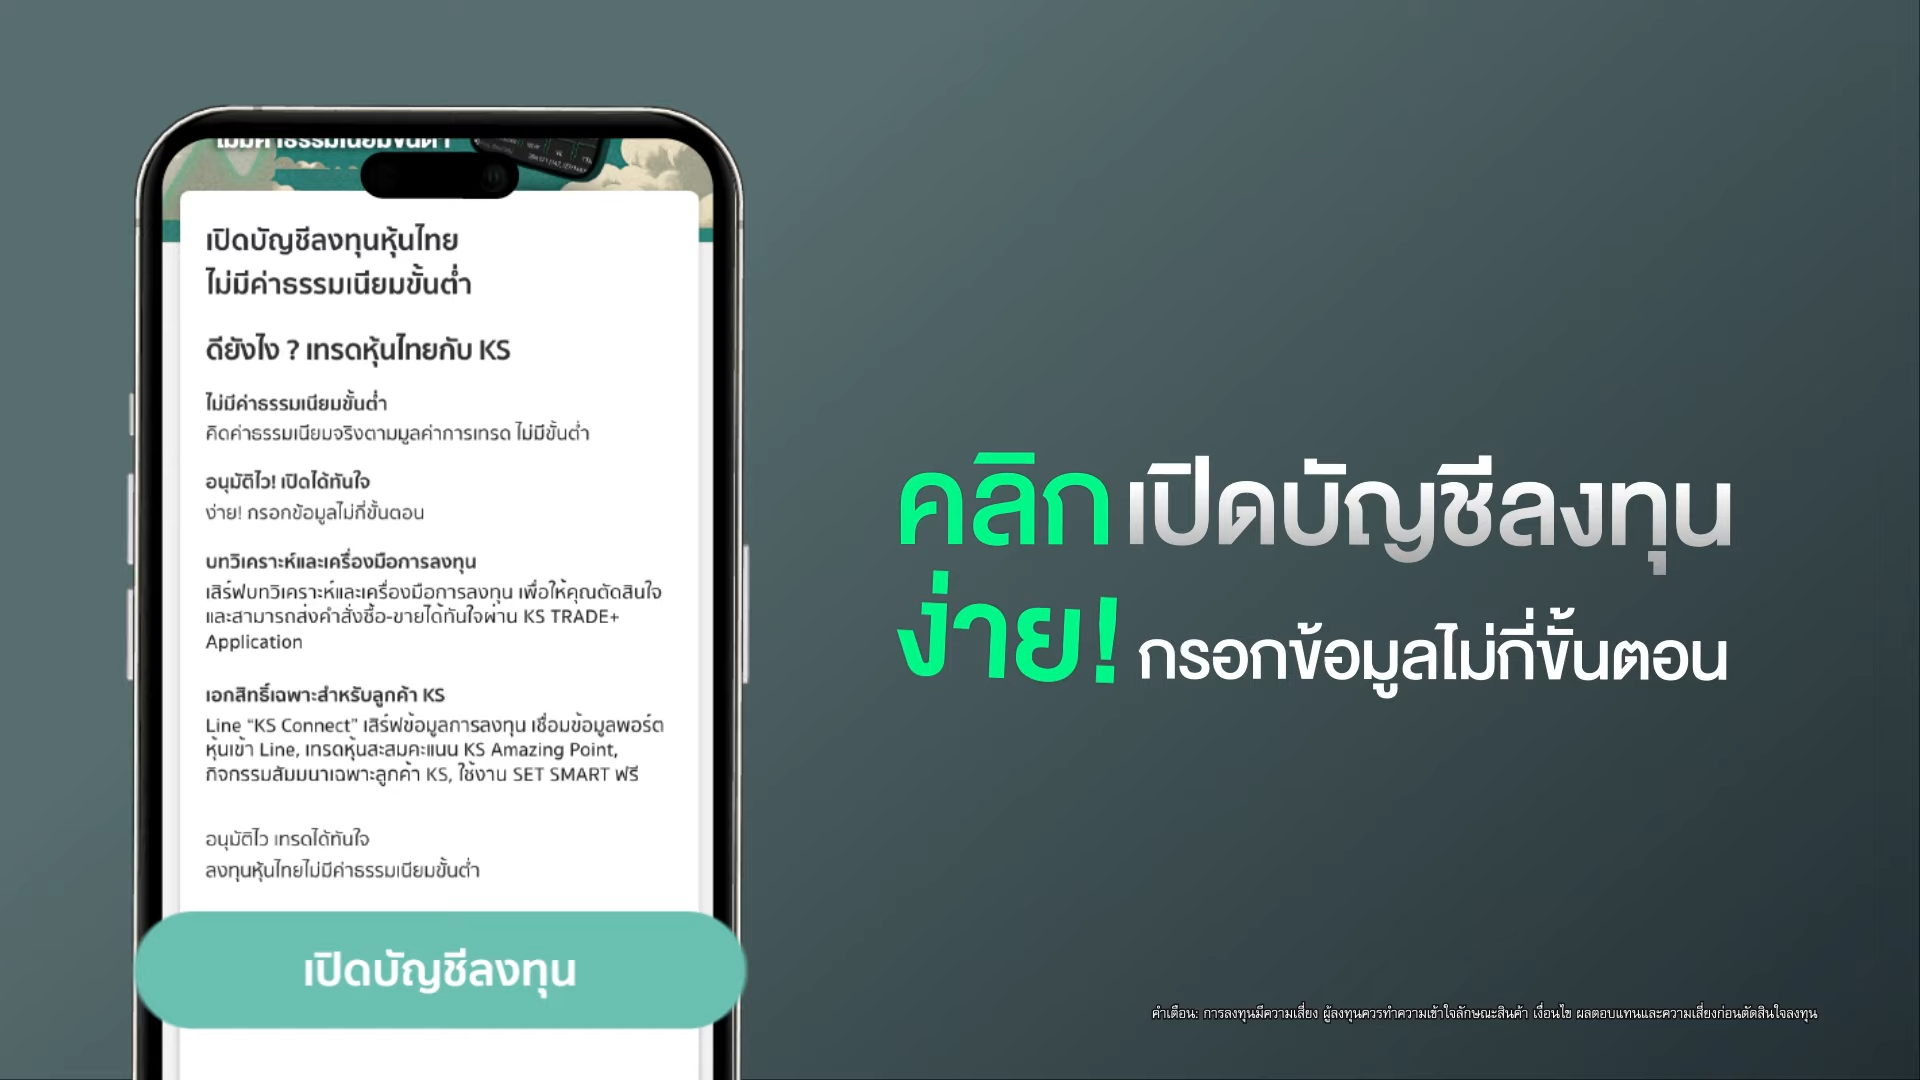 ไม่มีค่าธรรมเนียมขั้นต่ำ
เปิดบัญชีลงทุนหุ้นไทย
ไม่มีค่าธรรมเนียมขั้นต่ำ
ดียังไง ? เทรดหุ้นไทยกับ KS
ไม่มีค่าธรรมเนียมขั้นต่ำ
คิดค่าธรรมเนียมจริงตามมูลค่าการเทรด ไม่มีขั้นต่ำ
อนุมัติไว! เปิดได้ทันใจ
ง่าย! กรอกข้อมูลไม่กี่ขั้นตอน
บทวิเคราะห์และเครื่องมือการลงทุน
เสิร์ฟบทวิเคราะห์และเครื่องมือการลงทุน เพื่อให้คุณตัดสินใจ
และสามารถส่งคำสั่งซื้อ-ขายได้ทันใจผ่าน KS TRADE+
Application
เอกสิทธิ์เฉพาะสำหรับลูกค้า KS
Line “KS Connect” เสิร์ฟข้อมูลการลงทุน เชื่อมข้อมูลพอร์ต
หุ้นเข้า Line, เทรดหุ้นสะสมคะแนน KS Amazing Point,
กิจกรรมสัมมนาเฉพาะลูกค้า KS, ใช้งาน SET SMART ฟรี
อนุมัติไว เทรดได้ทันใจ
ลงทุนหุ้นไทยไม่มีค่าธรรมเนียมขั้นต่ำ
เปิดบัญชีลงทุน
คลิกเปิดบัญชีลงทุน
ง่าย! กรอกข้อมูลไม่กี่ขั้นตอน
คำเตือน: การลงทุนมีความเสี่ยง ผู้ลงทุนควรทำความเข้าใจลักษณะสินค้า เงื่อนไข ผลตอบแทนและความเสี่ยงก่อนตัดสินใจลงทุน